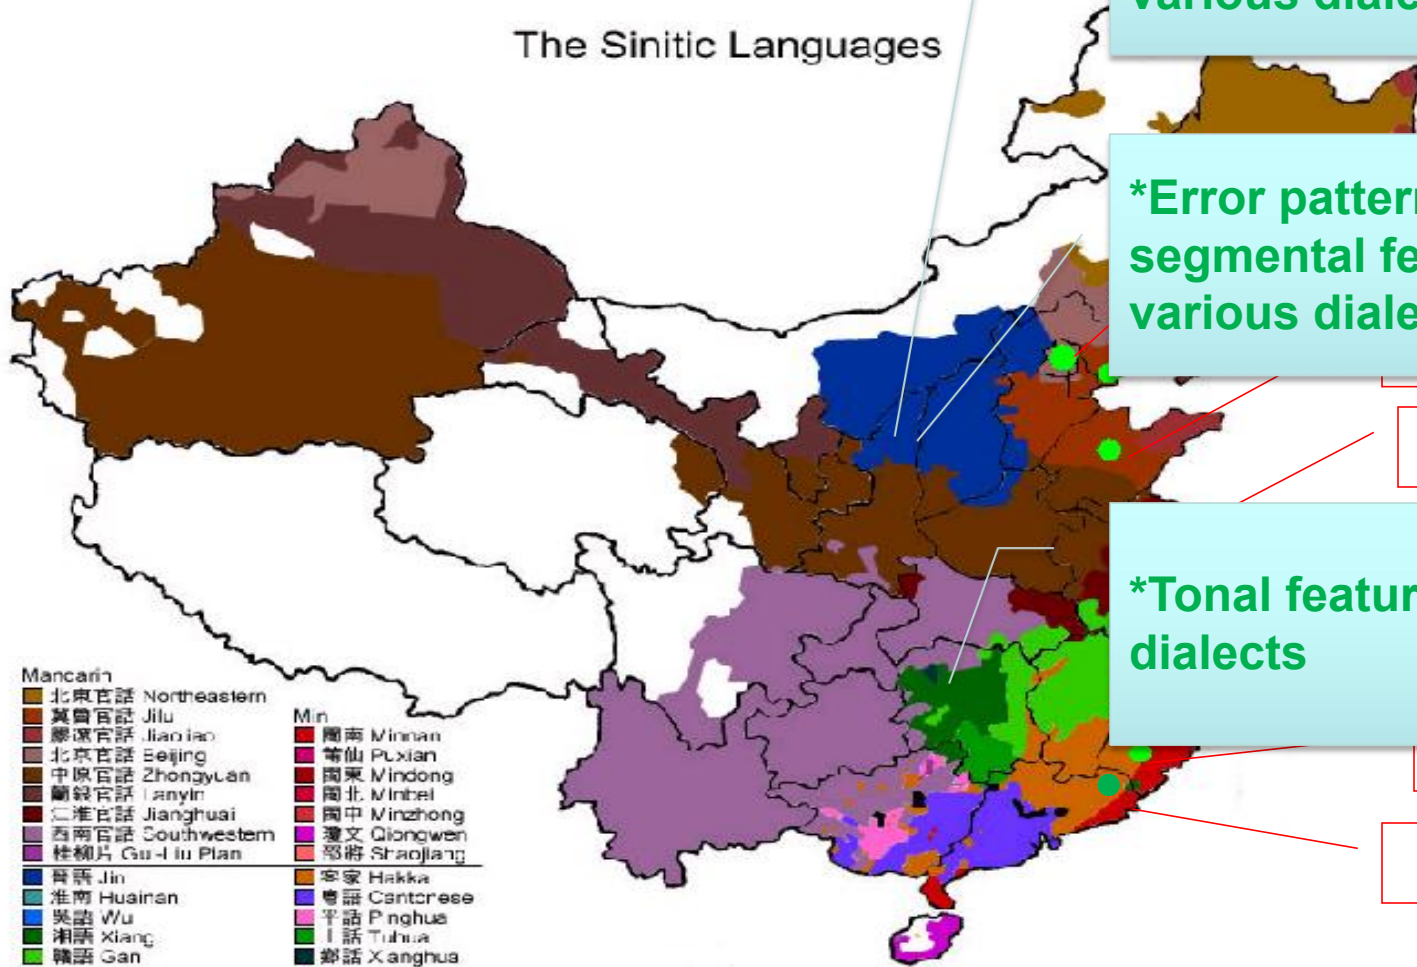 various diale
The Sinitic Languages
*Error pattern
segmental fe
various diale
*Tonal featur
dialects
Mandarin
北東官話 Northeastern
冀魯官話 Jilu
膠遼官話 Jiaoliao
北京官話 Beijing
中原官話 Zhongyuan
蘭銀官話 Lanyin
江淮官話 Jianghuai
西南官話 Southwestern
桂柳片 Gui-Liu Pian
晉語 Jin
淮南 Huainan
吳語 Wu
湘語 Xiang
贛語 Gan
Min
閩南 Minnan
莆仙 Puxian
閩東 Mindong
閩北 Minbei
閩中 Minzhong
瓊文 Qiongwen
邵將 Shaojiang
客家 Hakka
粵語 Cantonese
平話 Pinghua
土話 Tuhua
鄉話 Xianghua